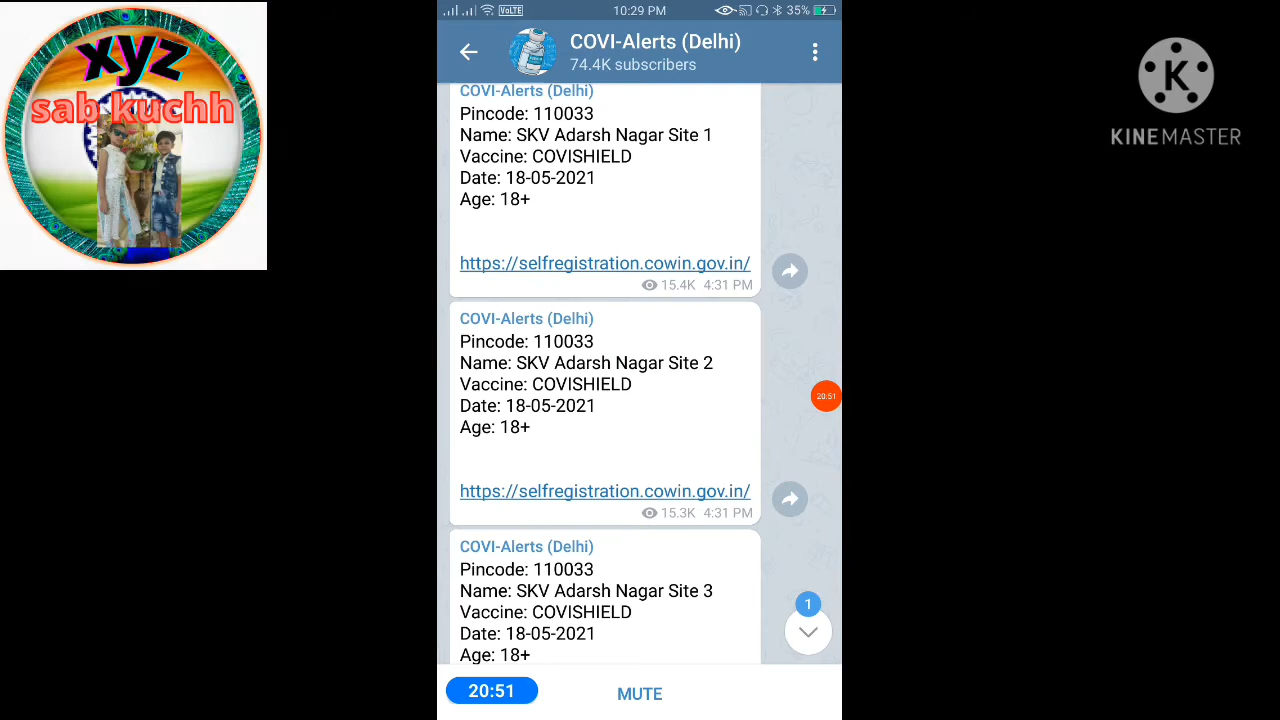 xyz
sab kuchh
VoLTE
10:29 PM
35%
COVI-Alerts (Delhi)
74.4K subscribers
COVI-Alerts (Delhi)
Pincode: 110033
Name: SKV Adarsh Nagar Site 1
Vaccine: COVISHIELD
Date: 18-05-2021
Age: 18+
https://selfregistration.cowin.gov.in/
15.4K 4:31 PM
COVI-Alerts (Delhi)
Pincode: 110033
Name: SKV Adarsh Nagar Site 2
Vaccine: COVISHIELD
Date: 18-05-2021
Age: 18+
https://selfregistration.cowin.gov.in/
15.3K 4:31 PM
COVI-Alerts (Delhi)
Pincode: 110033
Name: SKV Adarsh Nagar Site 3
Vaccine: COVISHIELD
Date: 18-05-2021
Age: 18+
20:51
1
20:51
MUTE
K
KINEMASTER